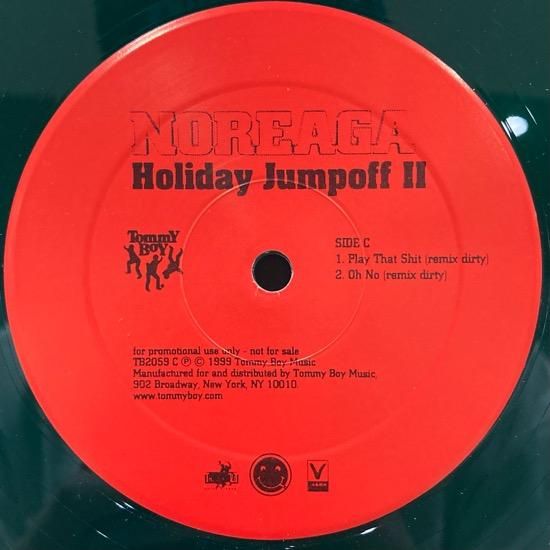 NOREAGA
Holiday Jumpoff II
Tommy
Boy
SIDE C
1. Play That Shit (remix dirty)
2. Oh No (remix dirty)
for promotional use only - not for sale
TB2059 C Ⓟ © 1999 Tommy Boy Music
Manufactured for and distributed by Tommy Boy Music,
902 Broadway, New York, NY 10010.
www.tommyboy.com